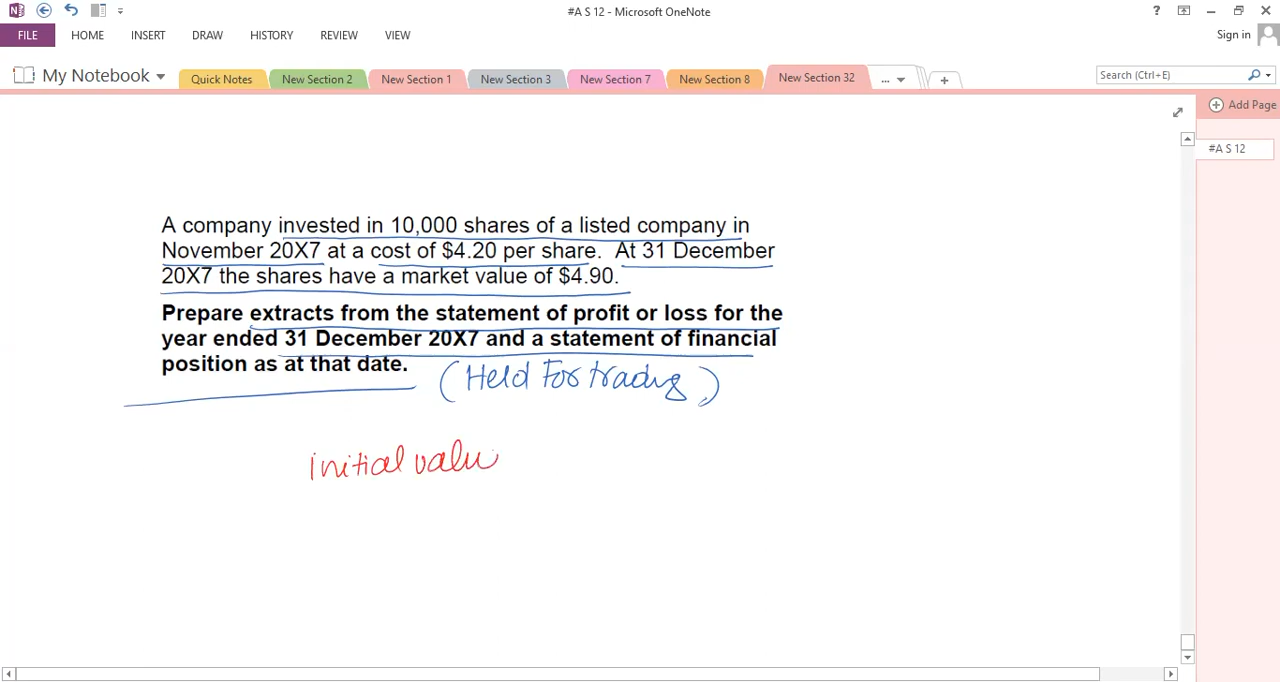 #A S 12 - Microsoft OneNote
?
FILE HOME INSERT DRAW HISTORY REVIEW VIEW
Sign in
My Notebook
Quick Notes
New Section 2
New Section 1
New Section 3
New Section 7
New Section 8
New Section 32
...
Search (Ctrl+E)
Add Page
#A S 12
A company invested in 10,000 shares of a listed company in
November 20X7 at a cost of $4.20 per share. At 31 December
20X7 the shares have a market value of $4.90.
Prepare extracts from the statement of profit or loss for the
year ended 31 December 20X7 and a statement of financial
position as at that date.
(Held For trading)
initial value